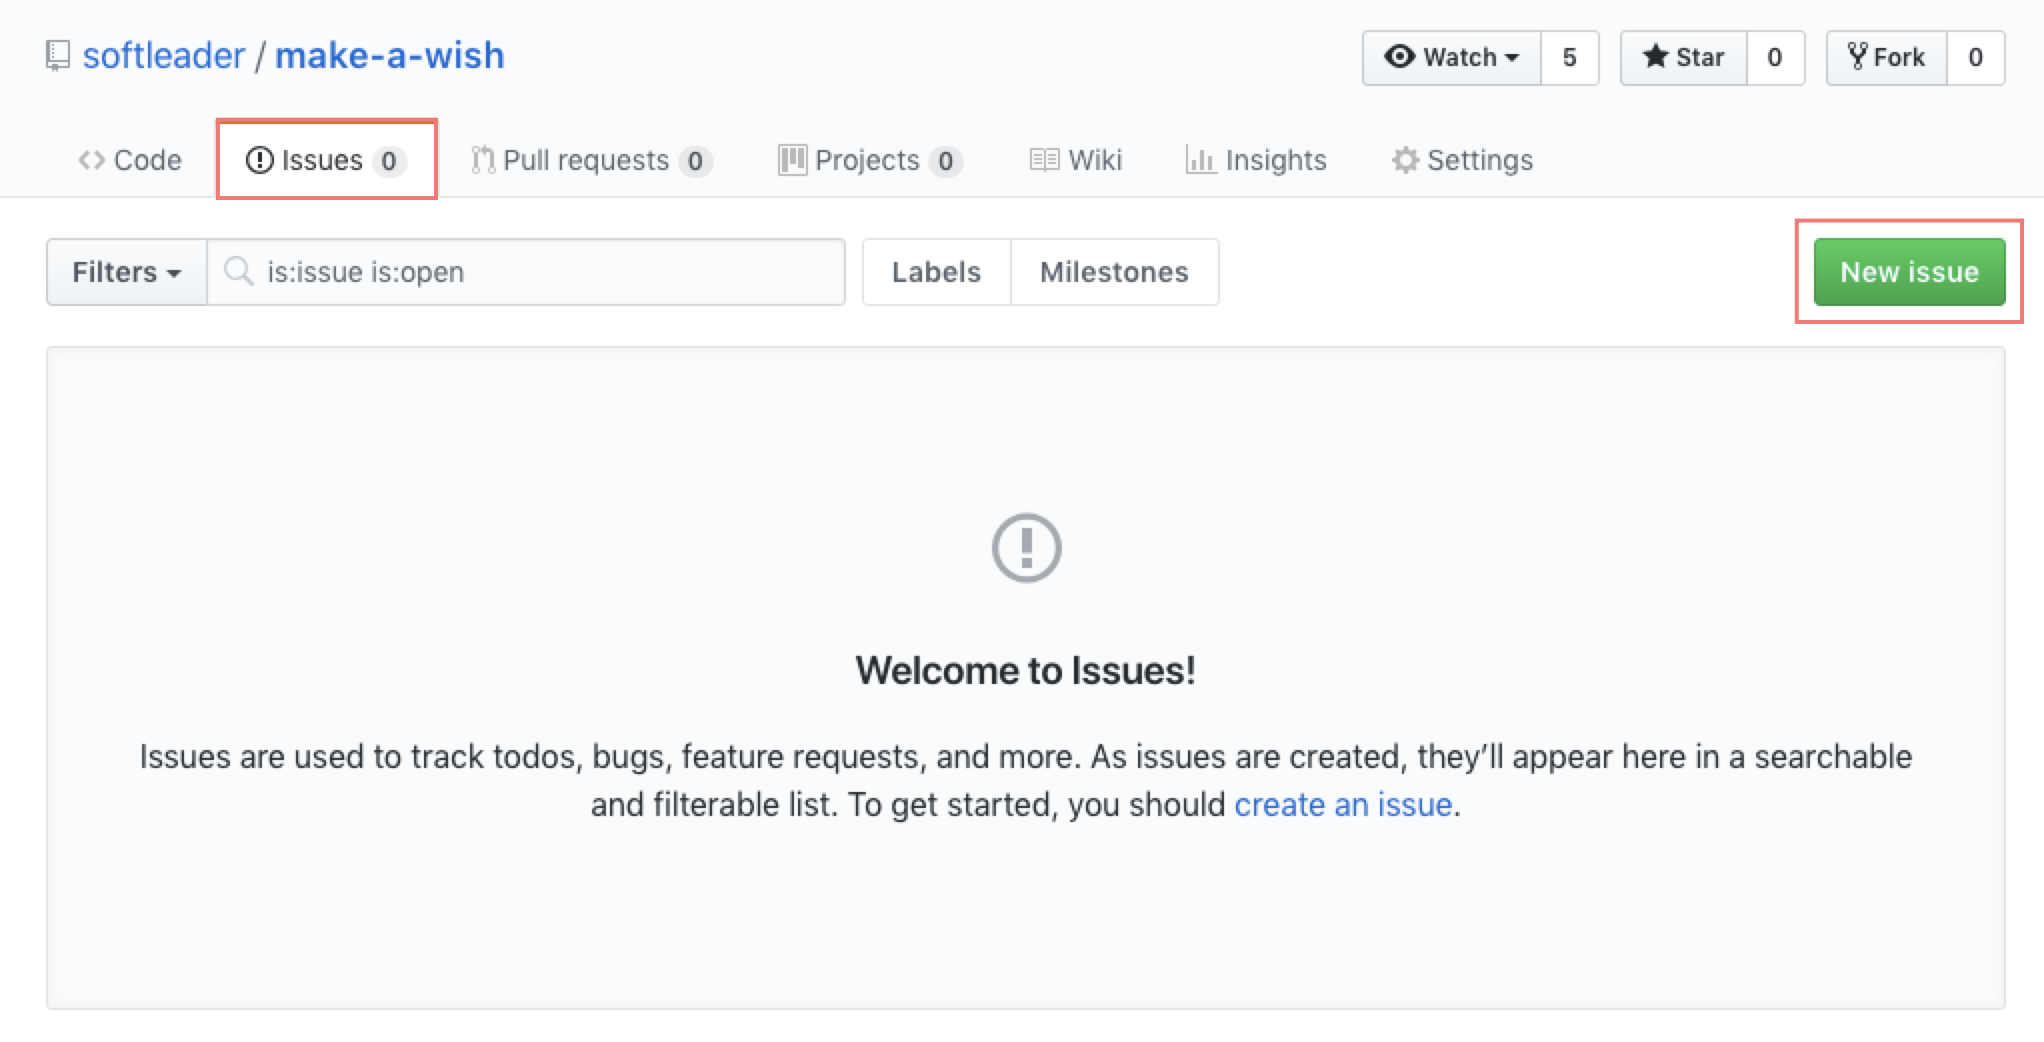 softleader / make-a-wish
Watch 5 Star 0 Fork 0
Code Issues 0 Pull requests 0 Projects 0 Wiki Insights Settings
Filters is:issue is:open Labels Milestones New issue
Welcome to Issues!
Issues are used to track todos, bugs, feature requests, and more. As issues are created, they’ll appear here in a searchable
and filterable list. To get started, you should create an issue.